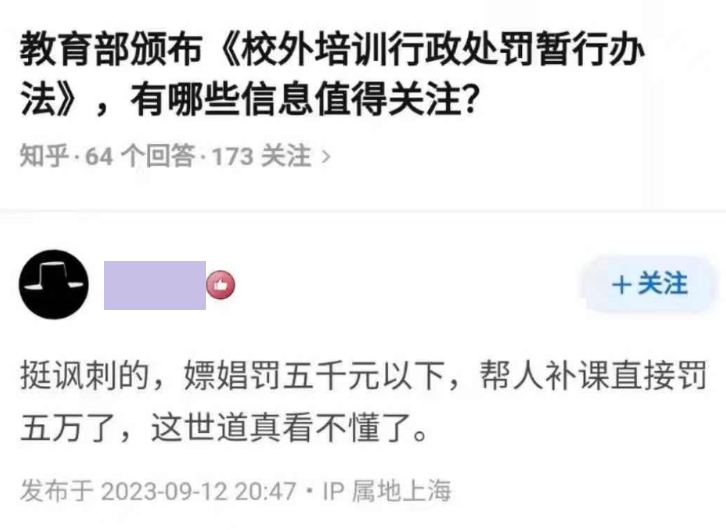 教育部颁布《校外培训行政处罚暂行办
法》，有哪些信息值得关注？
知乎·64 个回答·173 关注 >
+关注
挺讽刺的，嫖娼罚五千元以下，帮人补课直接罚
五万了，这世道真看不懂了。
发布于 2023-09-12 20:47・IP 属地上海